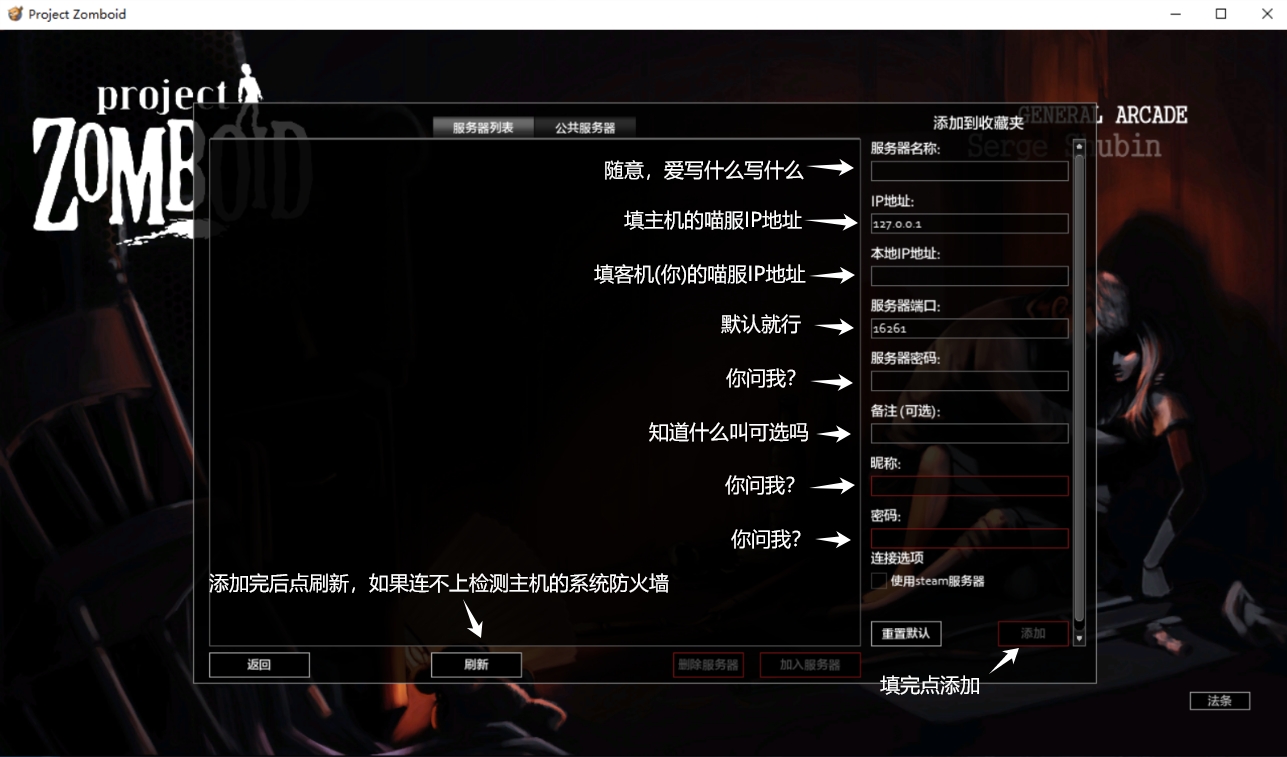 Project Zomboid
project
ZOMBOID
GENERAL ARCADE
Serge Shubin
服务器列表
公共服务器
添加到收藏夹
服务器名称:
随意，爱写什么写什么
IP地址:
填主机的喵服IP地址
127.0.0.1
本地IP地址:
填客机(你)的喵服IP地址
服务器端口:
默认就行
16261
服务器密码:
你问我？
备注(可选):
知道什么叫可选吗
昵称:
你问我？
密码:
你问我？
连接选项
使用steam服务器
添加完后点刷新，如果连不上检测主机的系统防火墙
重置默认
添加
返回
刷新
删除服务器
加入服务器
填完点添加
法条